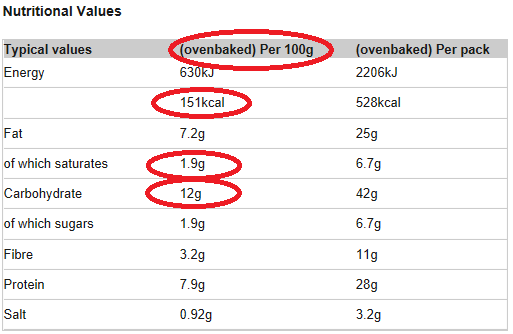 Nutritional Values
Typical values (ovenbaked) Per 100g (ovenbaked) Per pack
Energy 630kJ 2206kJ
151kcal 528kcal
Fat 7.2g 25g
of which saturates 1.9g 6.7g
Carbohydrate 12g 42g
of which sugars 1.9g 6.7g
Fibre 3.2g 11g
Protein 7.9g 28g
Salt 0.92g 3.2g